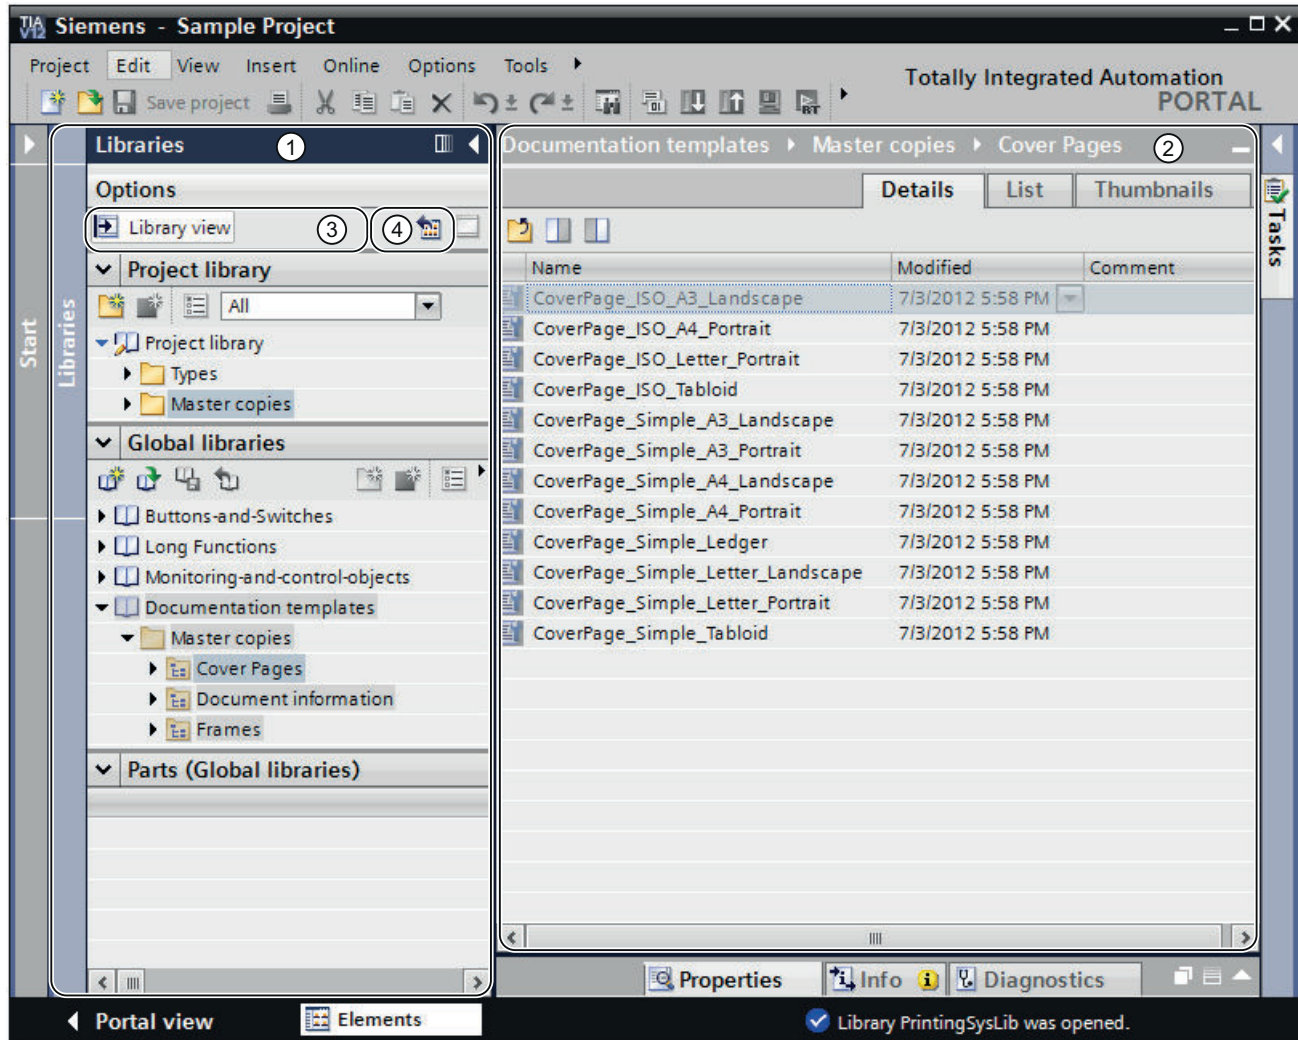 TIA V12 Siemens - Sample Project
Project Edit View Insert Online Options Tools
Totally Integrated Automation
PORTAL
Save project
Start
Libraries
Libraries 1
Options
Library view 3 4
Project library
All
Project library
Types
Master copies
Global libraries
Buttons-and-Switches
Long Functions
Monitoring-and-control-objects
Documentation templates
Master copies
Cover Pages
Document information
Frames
Parts (Global libraries)
Documentation templates Master copies Cover Pages 2
Details List Thumbnails
Name Modified Comment
CoverPage_ISO_A3_Landscape 7/3/2012 5:58 PM
CoverPage_ISO_A4_Portrait 7/3/2012 5:58 PM
CoverPage_ISO_Letter_Portrait 7/3/2012 5:58 PM
CoverPage_ISO_Tabloid 7/3/2012 5:58 PM
CoverPage_Simple_A3_Landscape 7/3/2012 5:58 PM
CoverPage_Simple_A3_Portrait 7/3/2012 5:58 PM
CoverPage_Simple_A4_Landscape 7/3/2012 5:58 PM
CoverPage_Simple_A4_Portrait 7/3/2012 5:58 PM
CoverPage_Simple_Ledger 7/3/2012 5:58 PM
CoverPage_Simple_Letter_Landscape 7/3/2012 5:58 PM
CoverPage_Simple_Letter_Portrait 7/3/2012 5:58 PM
CoverPage_Simple_Tabloid 7/3/2012 5:58 PM
Tasks
Properties Info Diagnostics
Portal view Elements
Library PrintingSysLib was opened.